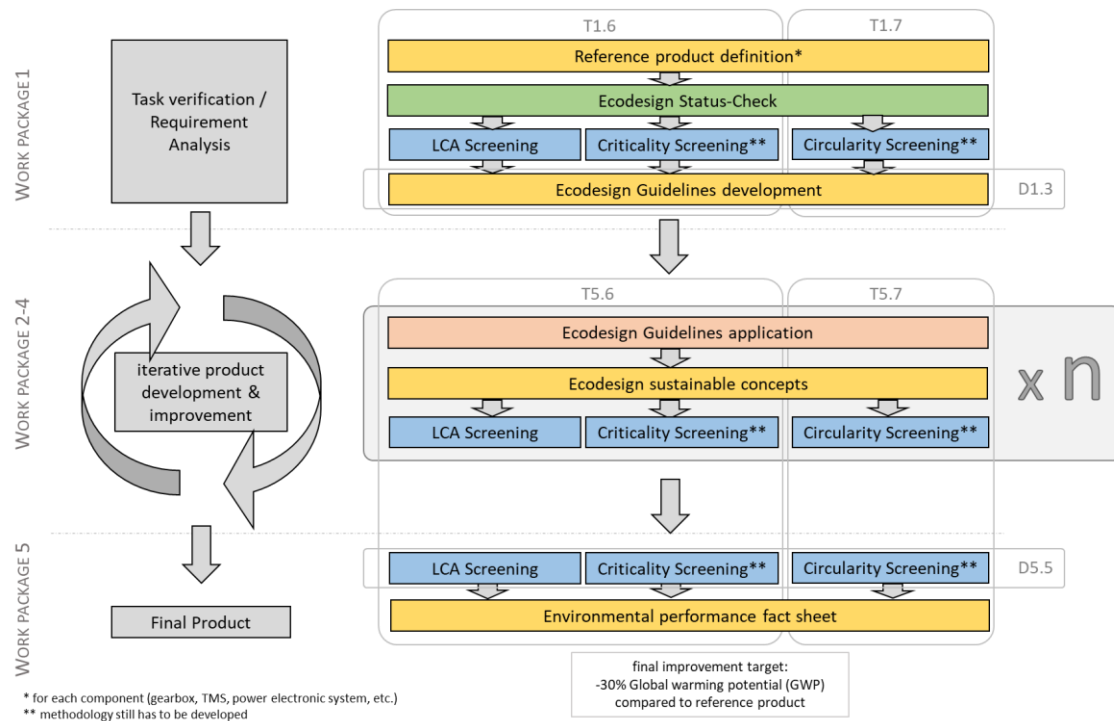 T1.6
T1.7
WORK PACKAGE1
Task verification /
Requirement
Analysis
Reference product definition*
Ecodesign Status-Check
LCA Screening
Criticality Screening**
Circularity Screening**
Ecodesign Guidelines development
D1.3
WORK PACKAGE 2-4
T5.6
T5.7
iterative product
development &
improvement
Ecodesign Guidelines application
Ecodesign sustainable concepts
LCA Screening
Criticality Screening**
Circularity Screening**
x n
WORK PACKAGE 5
LCA Screening
Criticality Screening**
Circularity Screening**
D5.5
Final Product
Environmental performance fact sheet
final improvement target:
-30% Global warming potential (GWP)
compared to reference product
* for each component (gearbox, TMS, power electronic system, etc.)
** methodology still has to be developed